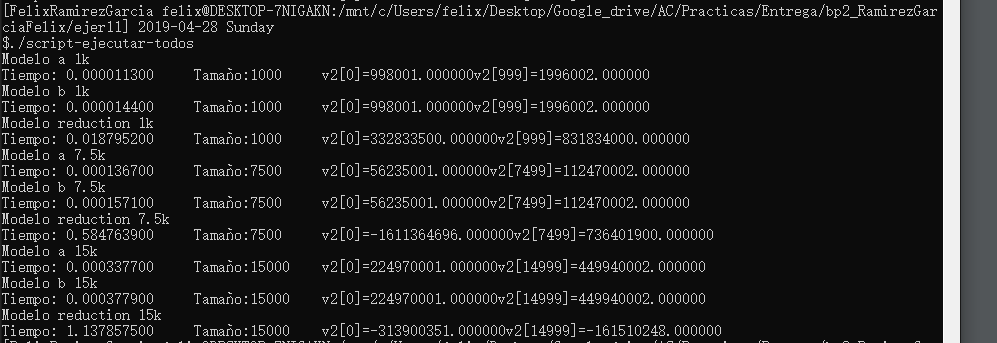 [FelixRamirezGarcia felix@DESKTOP-7NIGAKN:/mnt/c/Users/felix/Desktop/Google_drive/AC/Practicas/Entrega/bp2_RamirezGar
ciaFelix/ejer11] 2019-04-28 Sunday
$./script-ejecutar-todos
Modelo a 1k
Tiempo: 0.000011300 Tamaño:1000 v2[0]=998001.000000v2[999]=1996002.000000
Modelo b 1k
Tiempo: 0.000014400 Tamaño:1000 v2[0]=998001.000000v2[999]=1996002.000000
Modelo reduction 1k
Tiempo: 0.018795200 Tamaño:1000 v2[0]=332833500.000000v2[999]=831834000.000000
Modelo a 7.5k
Tiempo: 0.000136700 Tamaño:7500 v2[0]=56235001.000000v2[7499]=112470002.000000
Modelo b 7.5k
Tiempo: 0.000157100 Tamaño:7500 v2[0]=56235001.000000v2[7499]=112470002.000000
Modelo reduction 7.5k
Tiempo: 0.584763900 Tamaño:7500 v2[0]=-1611364696.000000v2[7499]=736401900.000000
Modelo a 15k
Tiempo: 0.000337700 Tamaño:15000 v2[0]=224970001.000000v2[14999]=449940002.000000
Modelo b 15k
Tiempo: 0.000377900 Tamaño:15000 v2[0]=224970001.000000v2[14999]=449940002.000000
Modelo reduction 15k
Tiempo: 1.137857500 Tamaño:15000 v2[0]=-313900351.000000v2[14999]=-161510248.000000